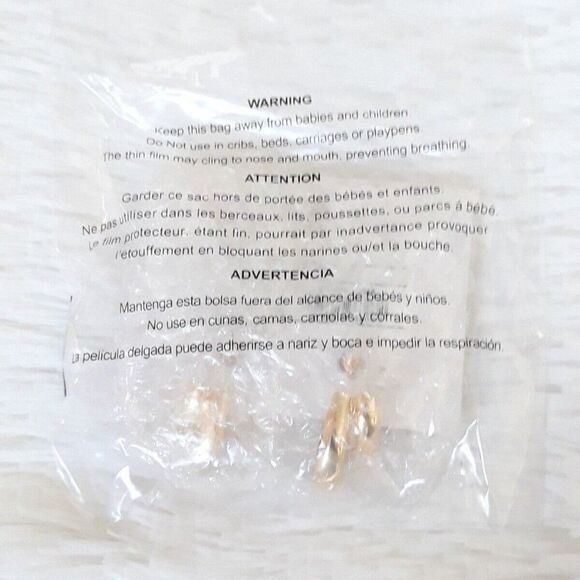 WARNING
Keep this bag away from babies and children
Do Not use in cribs, beds, carriages or playpens
The thin film may cling to nose and mouth, preventing breathing.
ATTENTION
Garder ce sac hors de portée des bébés et enfants.
Ne pas utiliser dans les berceaux, lits, poussettes, ou parcs á bébé.
Le film protecteur, étant fin, pourrait par inadvertance provoquer
l'etouffement en bloquant les narines ou/et la bouche.
ADVERTENCIA
Mantenga esta bolsa fuera del alcance de bebés y niños.
No use en cunas, camas, carriolas y corrales.
La película delgada puede adherirse a nariz y boca e impedir la respiración